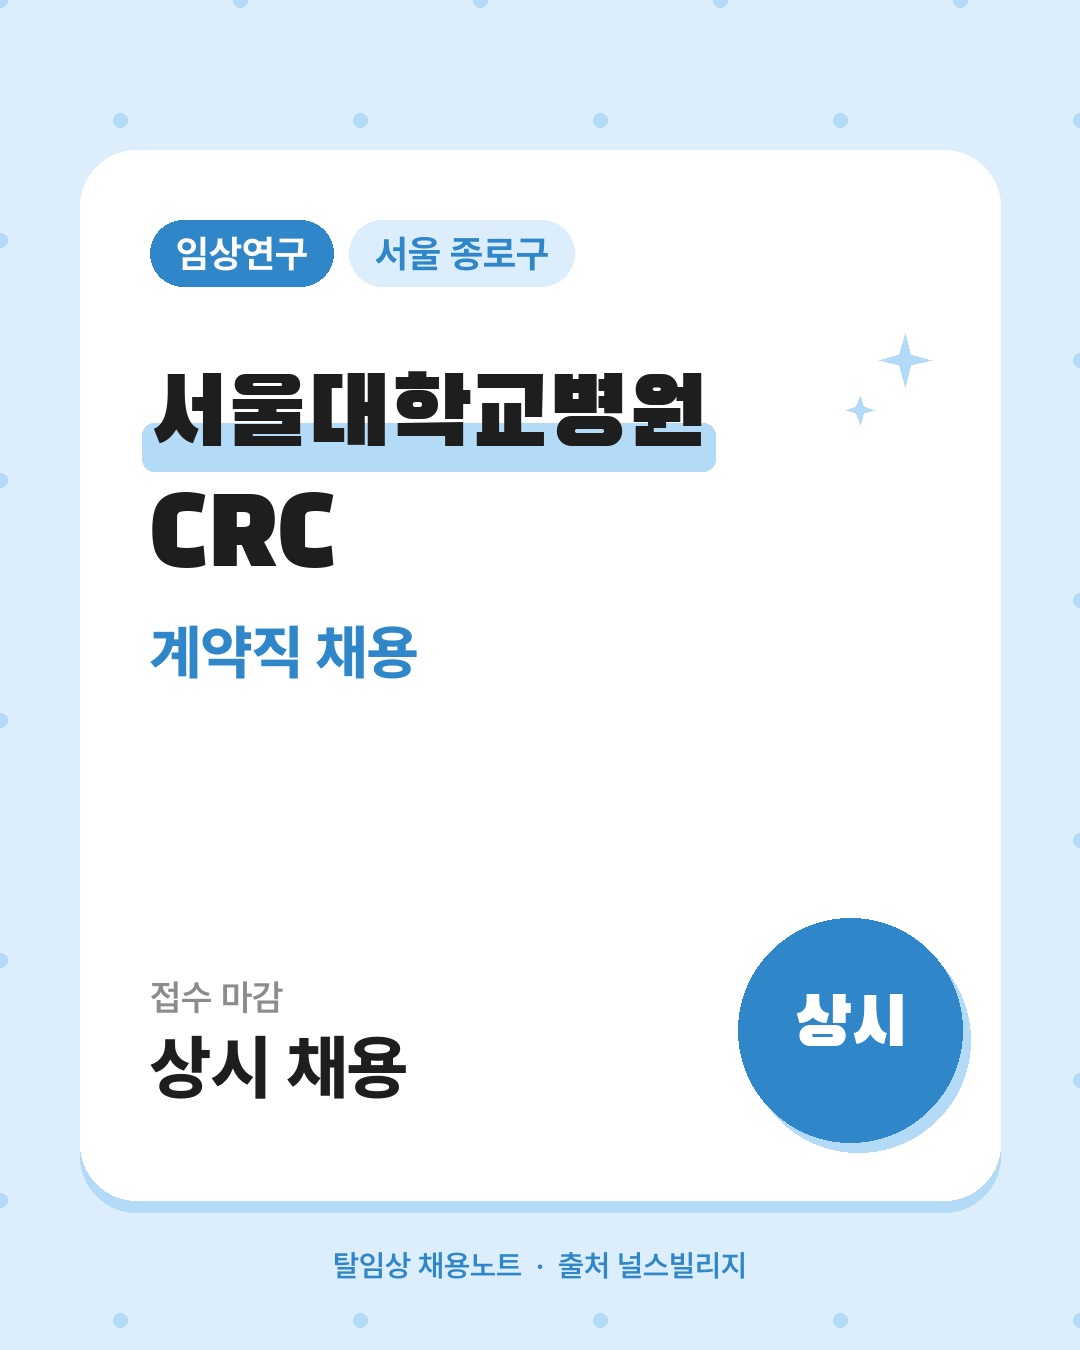 임상연구 서울 종로구
서울대학교병원
CRC
계약직 채용
접수 마감
상시 채용
상시
탈임상 채용노트 · 출처 널스빌리지